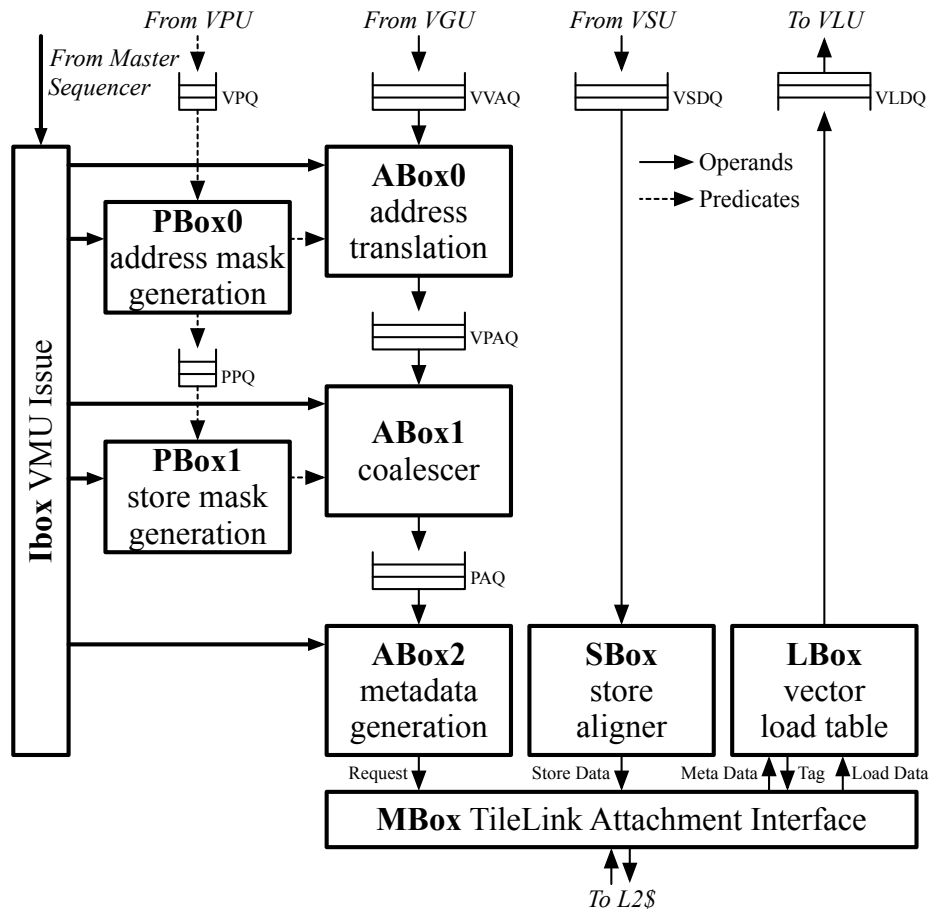 From VPU
From VGU
From VSU
To VLU
From Master
Sequencer
VPQ
VVAQ
VSDQ
VLDQ
Operands
Predicates
ABox0
address
translation
PBox0
address mask
generation
VPAQ
PPQ
Ibox VMU Issue
ABox1
coalescer
PBox1
store mask
generation
PAQ
ABox2
metadata
generation
SBox
store
aligner
LBox
vector
load table
Request
Store Data
Meta Data
Tag
Load Data
MBox TileLink Attachment Interface
To L2$